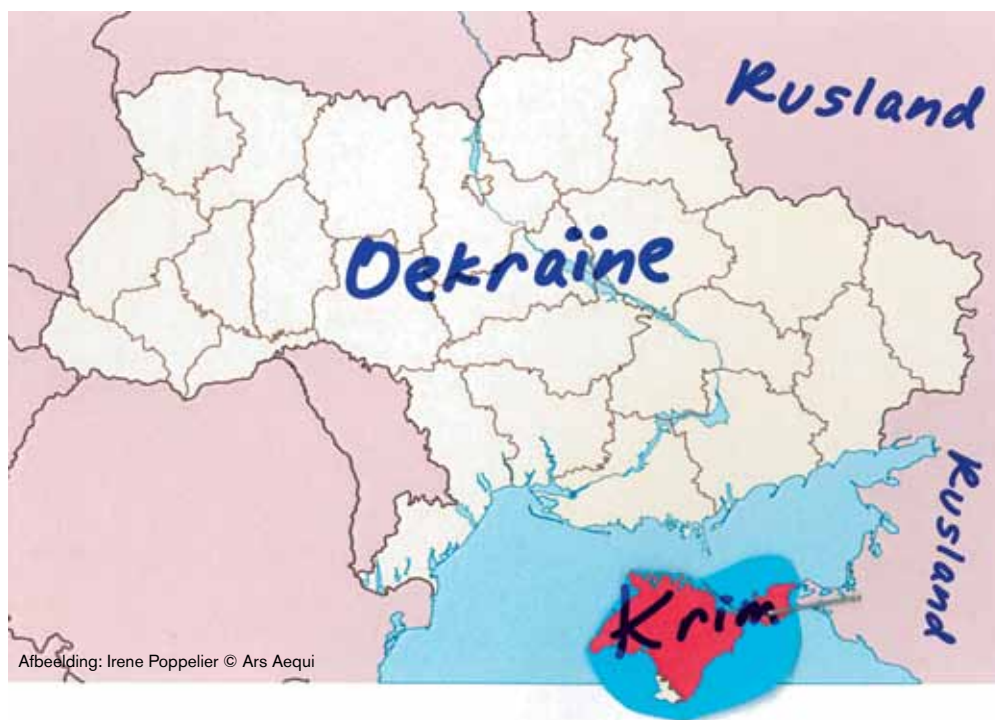 Rusland
Oekraïne
Rusland
Krim
Afbeelding: Irene Poppelier © Ars Aequi